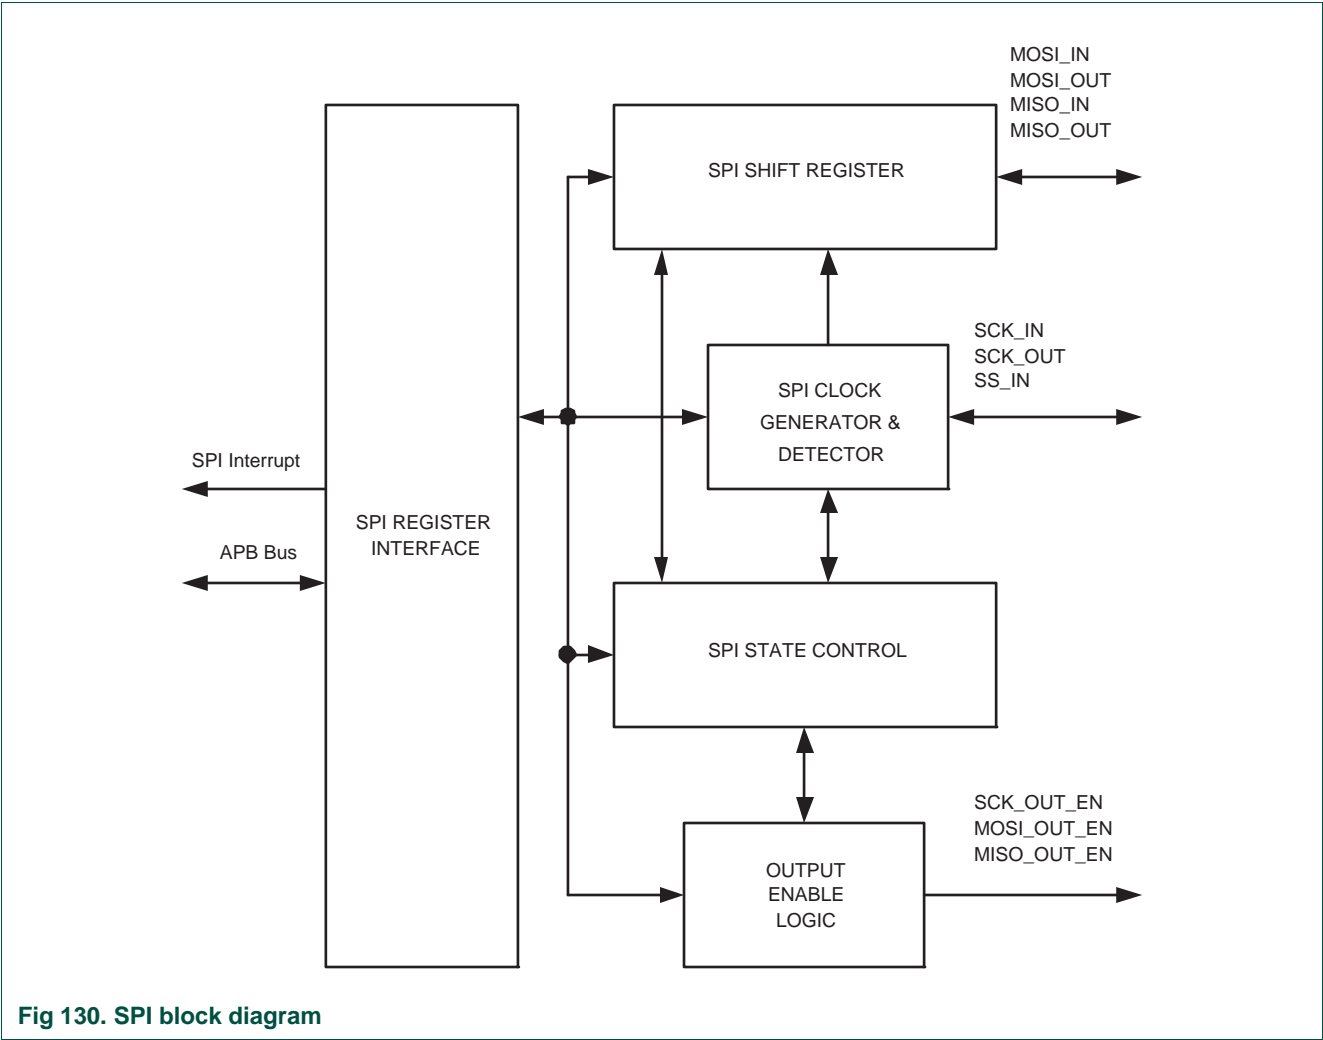 MOSI_IN
MOSI_OUT
MISO_IN
MISO_OUT
SPI SHIFT REGISTER
SCK_IN
SCK_OUT
SS_IN
SPI CLOCK
GENERATOR &
DETECTOR
SPI Interrupt
APB Bus
SPI REGISTER
INTERFACE
SPI STATE CONTROL
SCK_OUT_EN
MOSI_OUT_EN
MISO_OUT_EN
OUTPUT
ENABLE
LOGIC
Fig 130. SPI block diagram